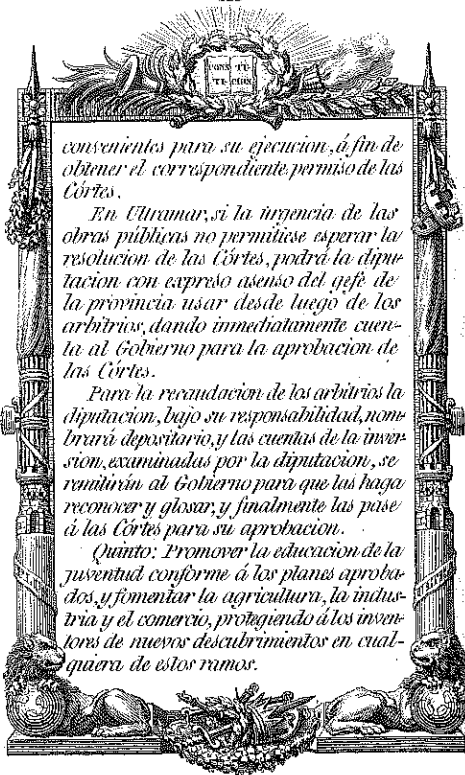 CONS TI-
TU- CION
convenientes para su ejecucion, á fin de
obtener el correspondiente permiso de las
Córtes.
En Ultramar, si la urgencia de las
obras públicas no permitiese esperar la
resolucion de las Córtes, podrá la dipu-
tacion con expreso asenso del gefe de
la provincia usar desde luego de los
arbitrios, dando inmediatamente cuen-
ta al Gobierno para la aprobacion de
las Córtes.
Para la recaudacion de los arbitrios la
diputacion, bajo su responsabilidad, nom-
brará depositario, y las cuentas de la inver-
sion, examinadas por la diputacion, se
remitirán al Gobierno para que las haga
reconocer y glosar, y finalmente las pase
á las Córtes para su aprobacion.
Quinto: Promover la educacion de la
juventud conforme á los planes aproba-
dos, y fomentar la agricultura, la indus-
tria y el comercio, protegiendo á los inven-
tores de nuevos descubrimientos en cual-
quiera de estos ramos.